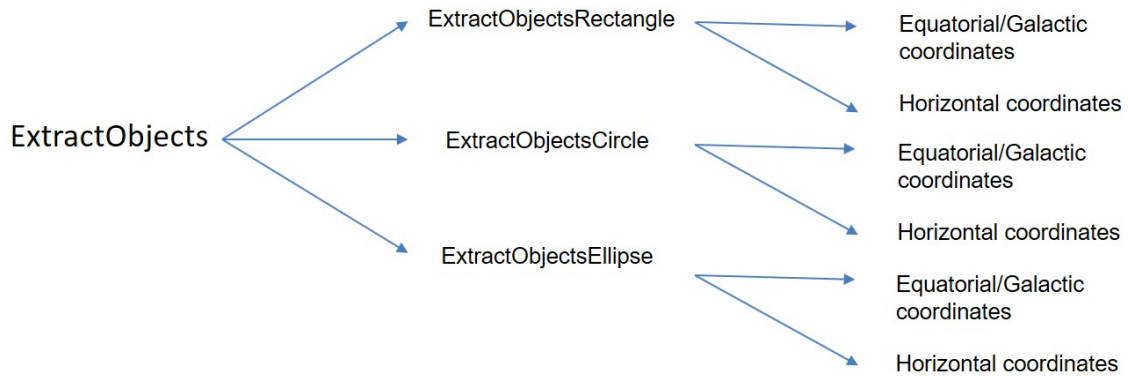 ExtractObjects
ExtractObjectsRectangle
Equatorial/Galactic
coordinates
Horizontal coordinates
ExtractObjectsCircle
Equatorial/Galactic
coordinates
Horizontal coordinates
ExtractObjectsEllipse
Equatorial/Galactic
coordinates
Horizontal coordinates